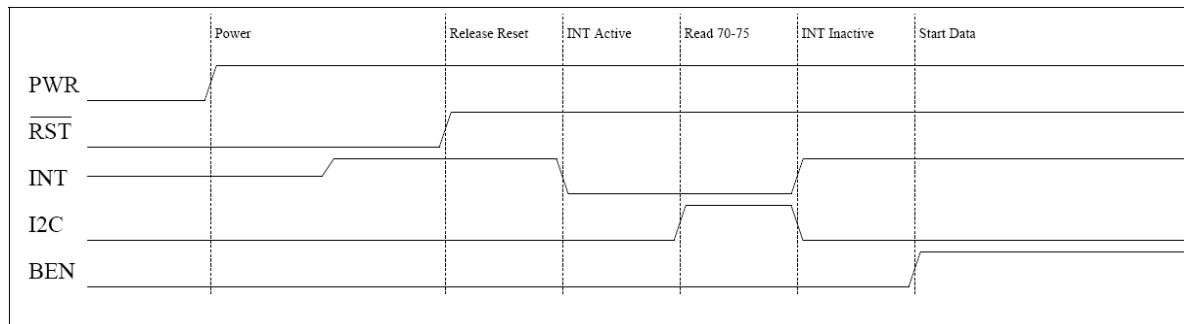 Power Release Reset INT Active Read 70-75 INT Inactive Start Data
PWR
RST
INT
I2C
BEN